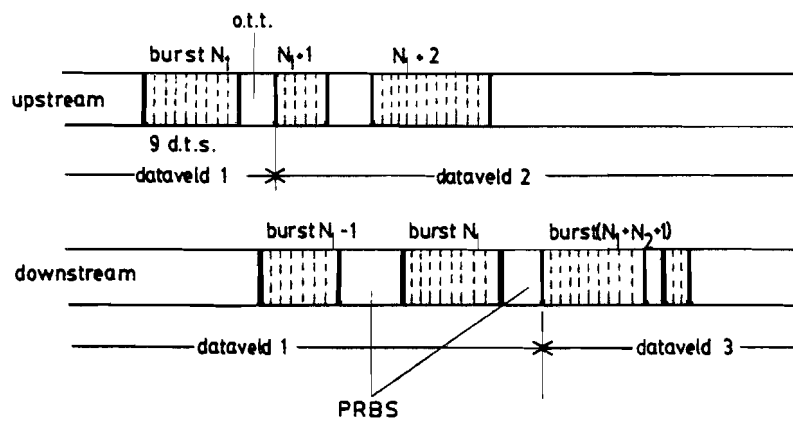 o.t.t.
burst N₁ N₁+1 N₁+2
upstream
9 d.t.s.
dataveld 1 dataveld 2
burst N₁-1 burst N₁ burst(N₁+N₂+1)
downstream
dataveld 1 dataveld 3
PRBS